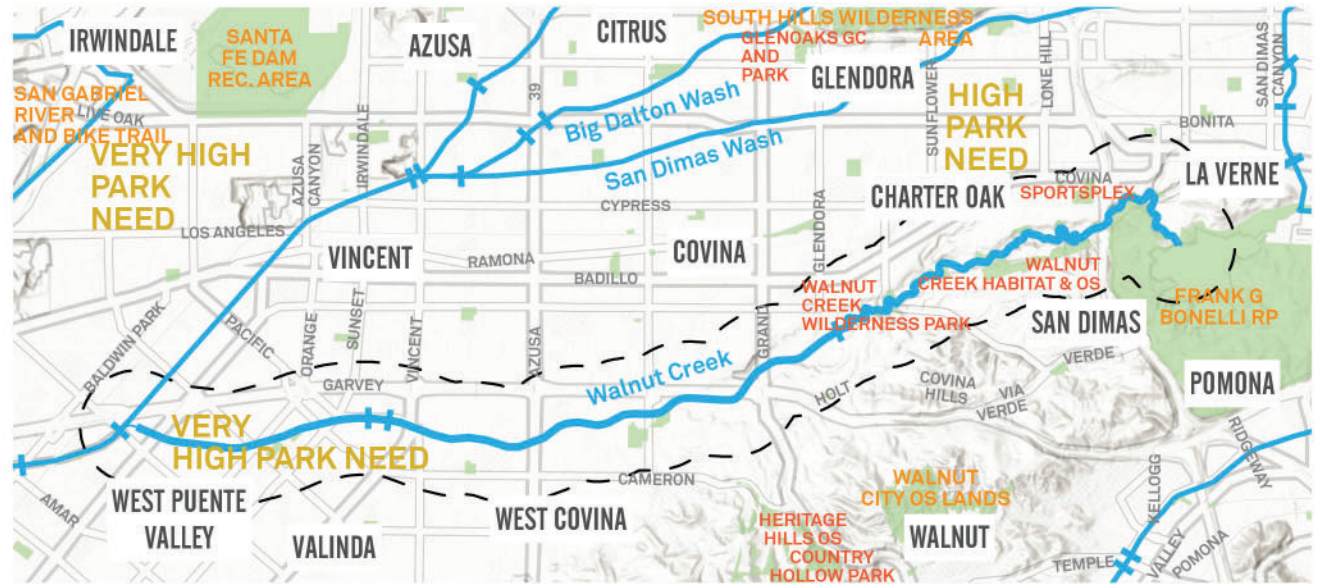 IRWINDALE
SANTA
FE DAM
REC. AREA
AZUSA
CITRUS
SOUTH HILLS WILDERNESS
AREA
GLENOAKS GC
AND
PARK
GLENDORA
SUNFLOWER
LONE HILL
SAN DIMAS
CANYON
SAN GABRIEL
RIVER
AND BIKE TRAIL
LIVE OAK
VERY HIGH
PARK
NEED
AZUSA
CANYON
IRWINDALE
39
Big Dalton Wash
San Dimas Wash
HIGH
PARK
NEED
BONITA
LA VERNE
COVINA
SPORTSPLEX
CHARTER OAK
CYPRESS
LOS ANGELES
VINCENT
RAMONA
BADILLO
COVINA
GLENDORA
WALNUT
CREEK
WILDERNESS PARK
WALNUT
CREEK HABITAT & OS
FRANK G
BONELLI RP
SAN DIMAS
BALDWIN PARK
PACIFIC
ORANGE
SUNSET
VINCENT
AZUSA
GRAND
GARVEY
Walnut Creek
HOLT
COVINA
HILLS
VIA
VERDE
VERDE
POMONA
VERY
HIGH PARK NEED
AMAR
WEST PUENTE
VALLEY
VALINDA
WEST COVINA
CAMERON
WALNUT
CITY OS LANDS
WALNUT
HERITAGE
HILLS OS
COUNTRY
HOLLOW PARK
RIDGEWAY
KELLOGG
VALLEY
POMONA
TEMPLE